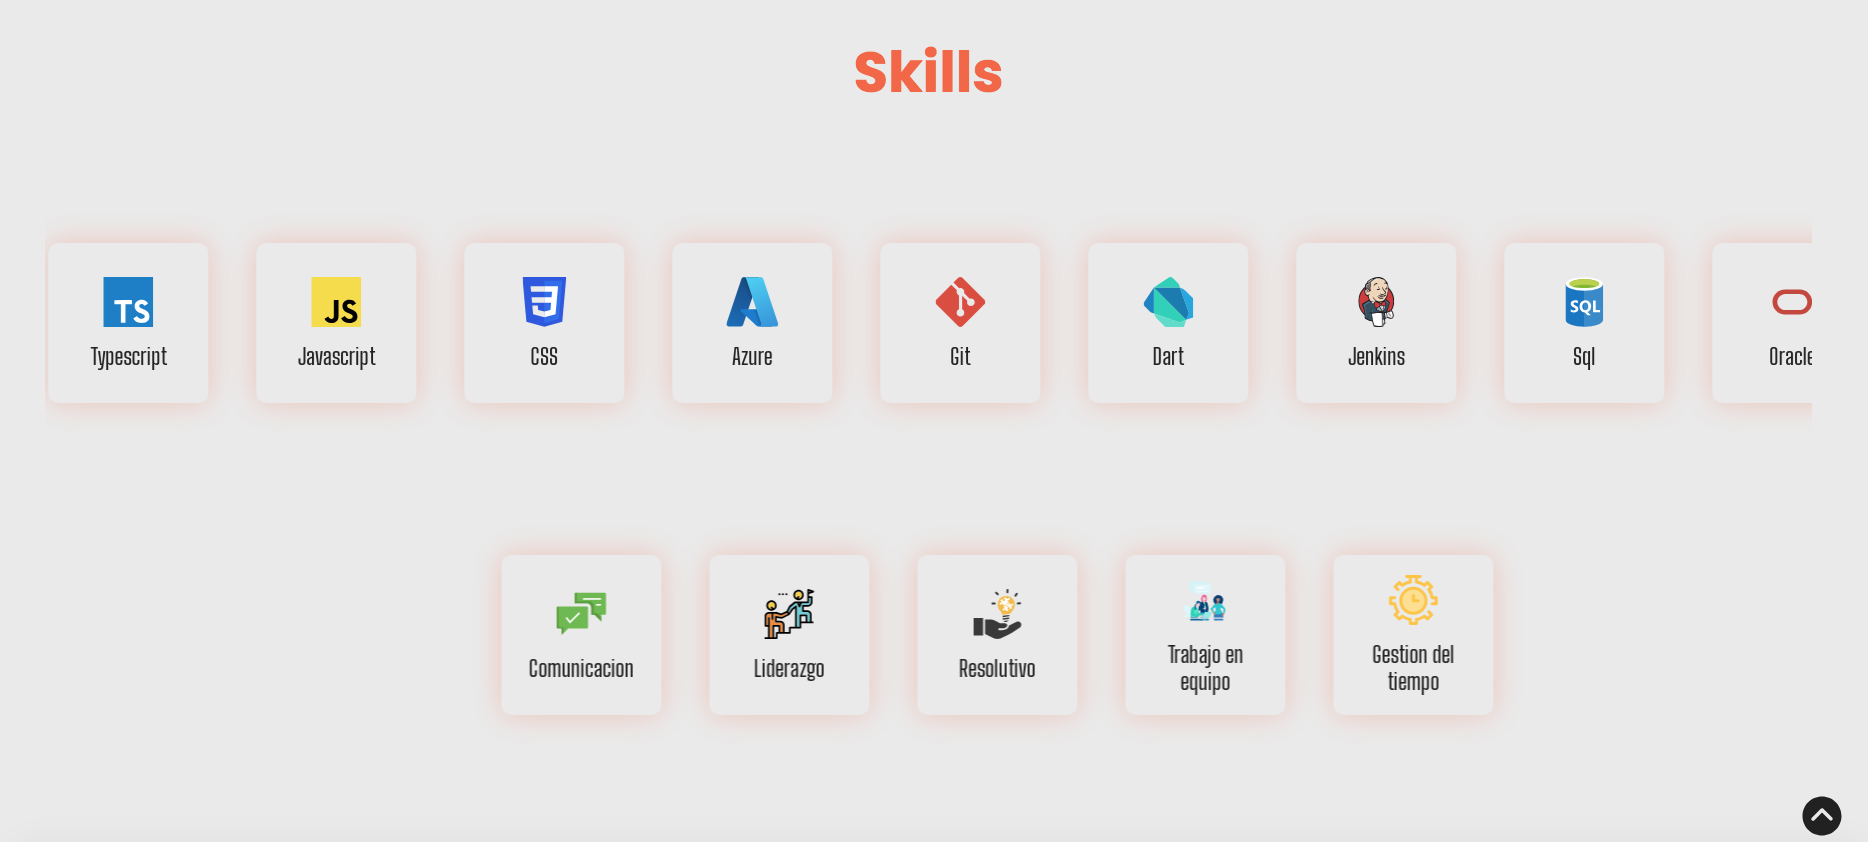 Skills
TS
JS
SQL
Typescript
Javascript
CSS
Azure
Git
Dart
Jenkins
Sql
Oracle
Comunicacion
Liderazgo
Resolutivo
Trabajo en
equipo
Gestion del
tiempo